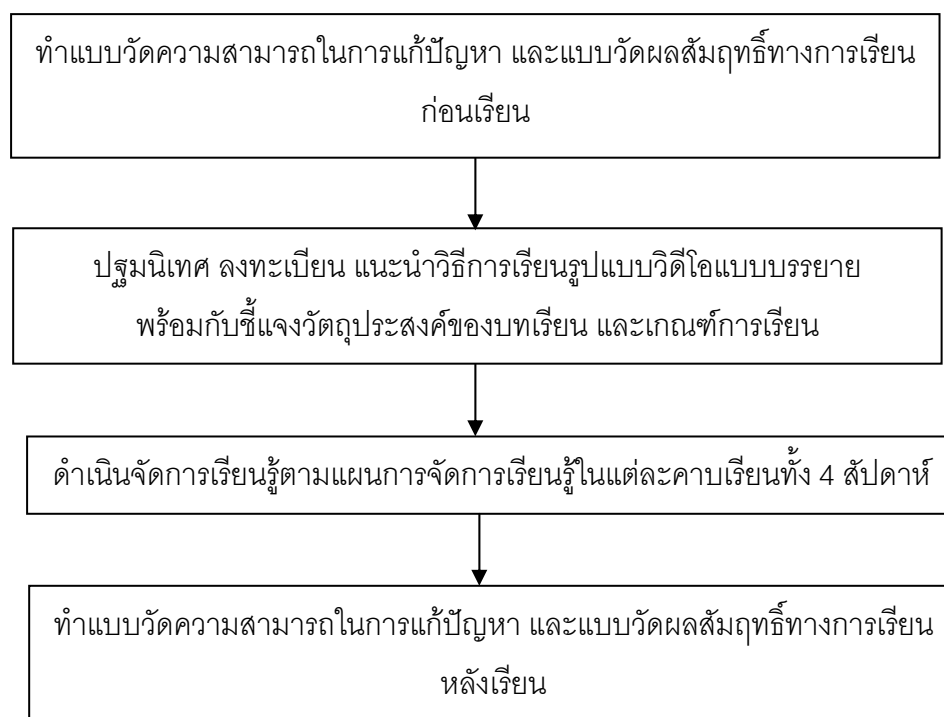 ทำแบบวัดความสามารถในการแก้ปัญหา และแบบวัดผลสัมฤทธิ์ทางการเรียน
ก่อนเรียน
ปฐมนิเทศ ลงทะเบียน แนะนำวิธีการเรียนรูปแบบวิดีโอแบบบรรยาย
พร้อมกับชี้แจงวัตถุประสงค์ของบทเรียน และเกณฑ์การเรียน
ดำเนินจัดการเรียนรู้ตามแผนการจัดการเรียนรู้ในแต่ละคาบเรียนทั้ง 4 สัปดาห์
ทำแบบวัดความสามารถในการแก้ปัญหา และแบบวัดผลสัมฤทธิ์ทางการเรียน
หลังเรียน